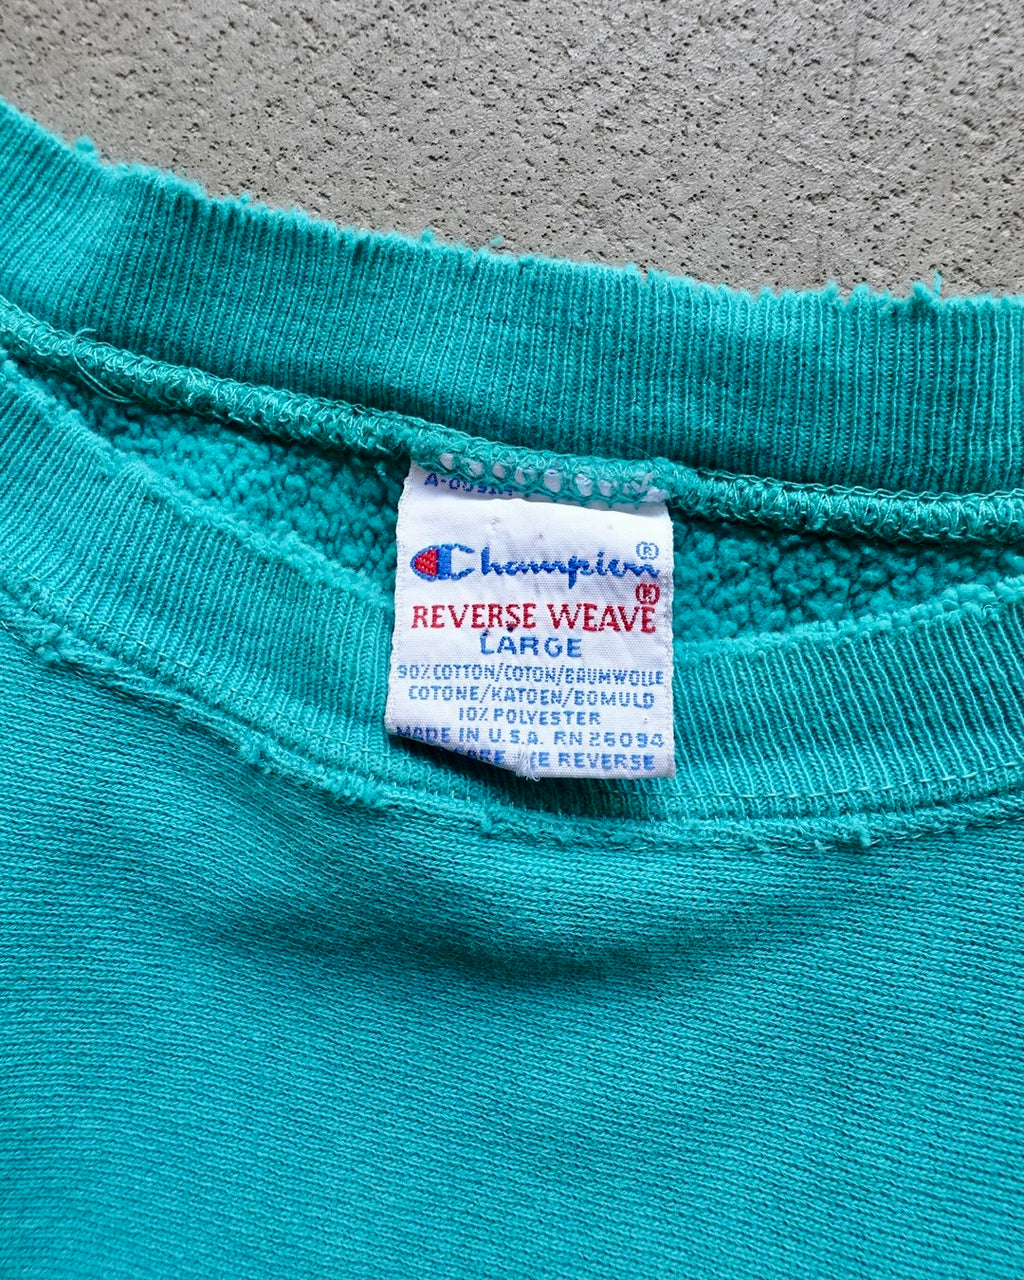 Champion®
REVERSE WEAVE®
LARGE
90% COTTON/COTON/BAUMWOLLE
COTONE/KATOEN/BOMULD
10% POLYESTER
MADE IN U.S.A. RN 26094
REVERSE